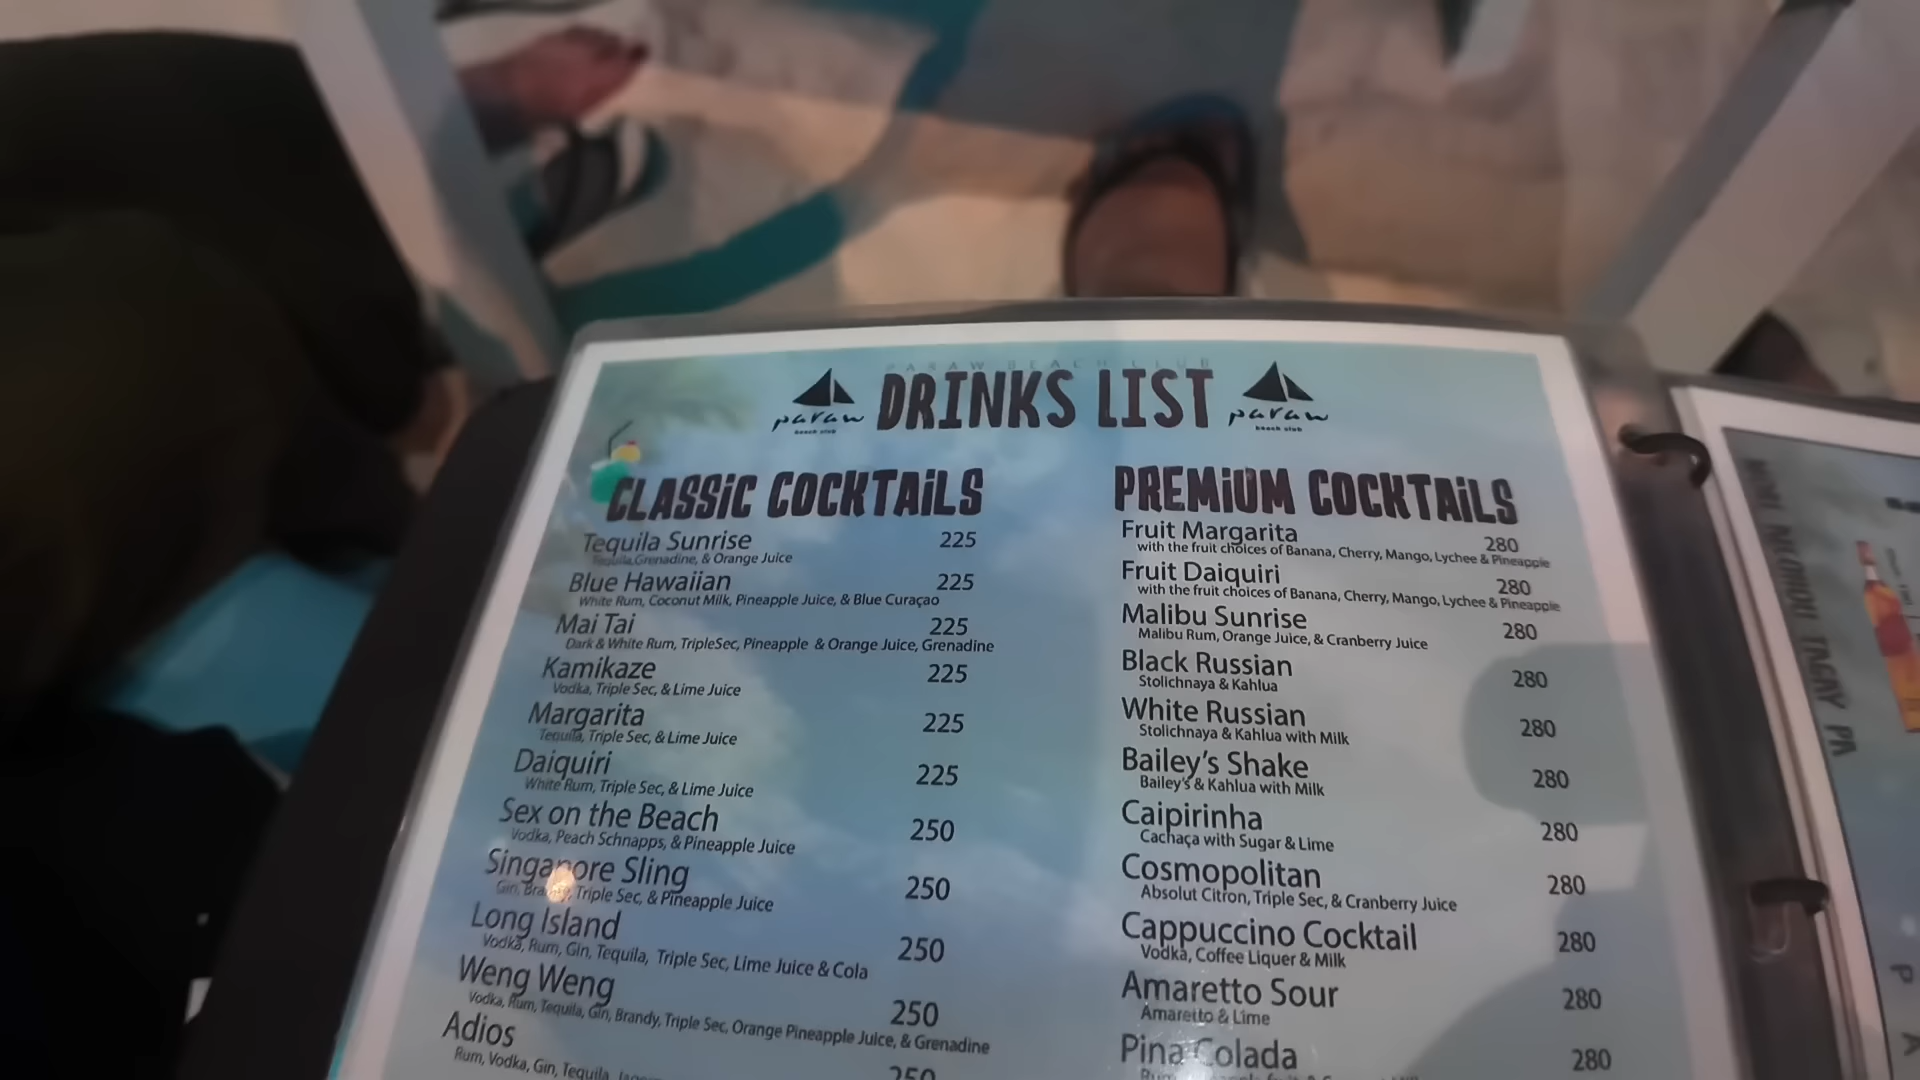 PARAW BEACH CLUB
paraw
beach club
DRINKS LIST
paraw
beach club
CLASSIC COCKTAILS
Tequila Sunrise 225
Tequila, Grenadine, & Orange Juice
Blue Hawaiian 225
White Rum, Coconut Milk, Pineapple Juice, & Blue Curaçao
Mai Tai 225
Dark & White Rum, TripleSec, Pineapple & Orange Juice, Grenadine
Kamikaze 225
Vodka, Triple Sec, & Lime Juice
Margarita 225
Tequila, Triple Sec, & Lime Juice
Daiquiri 225
White Rum, Triple Sec, & Lime Juice
Sex on the Beach 250
Vodka, Peach Schnapps, & Pineapple Juice
Singapore Sling 250
Gin, Brandy, Triple Sec, & Pineapple Juice
Long Island 250
Vodka, Rum, Gin, Tequila, Triple Sec, Lime Juice & Cola
Weng Weng 250
Vodka, Rum, Tequila, Gin, Brandy, Triple Sec, Orange Pineapple Juice, & Grenadine
Adios 250
Rum, Vodka, Gin, Tequila,
PREMIUM COCKTAILS
Fruit Margarita 280
with the fruit choices of Banana, Cherry, Mango, Lychee & Pineapple
Fruit Daiquiri 280
with the fruit choices of Banana, Cherry, Mango, Lychee & Pineapple
Malibu Sunrise 280
Malibu Rum, Orange Juice, & Cranberry Juice
Black Russian 280
Stolichnaya & Kahlua
White Russian 280
Stolichnaya & Kahlua with Milk
Bailey's Shake 280
Bailey's & Kahlua with Milk
Caipirinha 280
Cachaça with Sugar & Lime
Cosmopolitan 280
Absolut Citron, Triple Sec, & Cranberry Juice
Cappuccino Cocktail 280
Vodka, Coffee Liquer & Milk
Amaretto Sour 280
Amaretto & Lime
Pina Colada 280